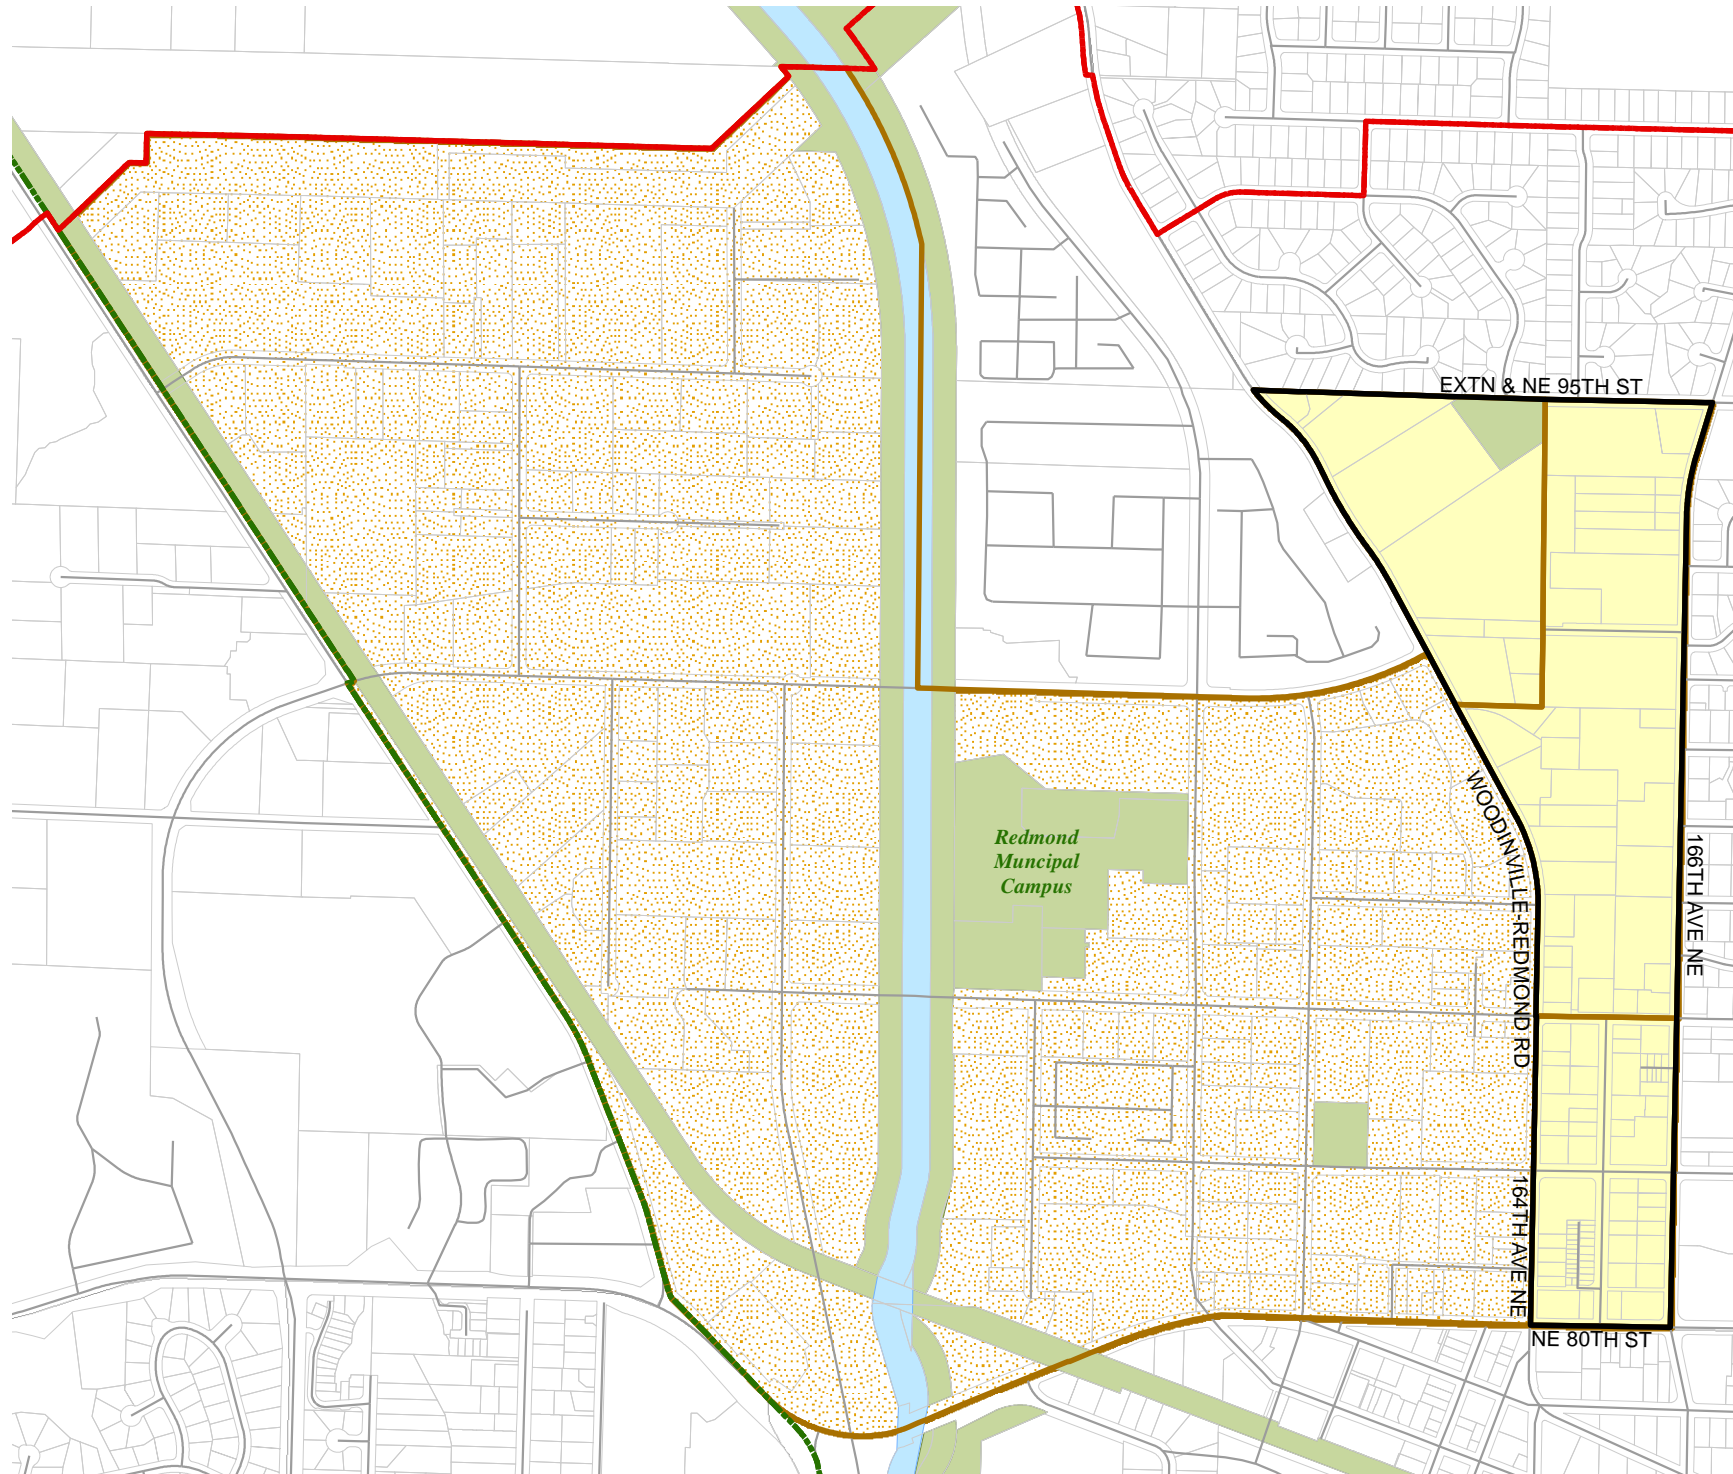 EXTN & NE 95TH ST
WOODINVILLE-REDMOND RD
Redmond
Muncipal
Campus
166TH AVE NE
164TH AVE NE
NE 80TH ST